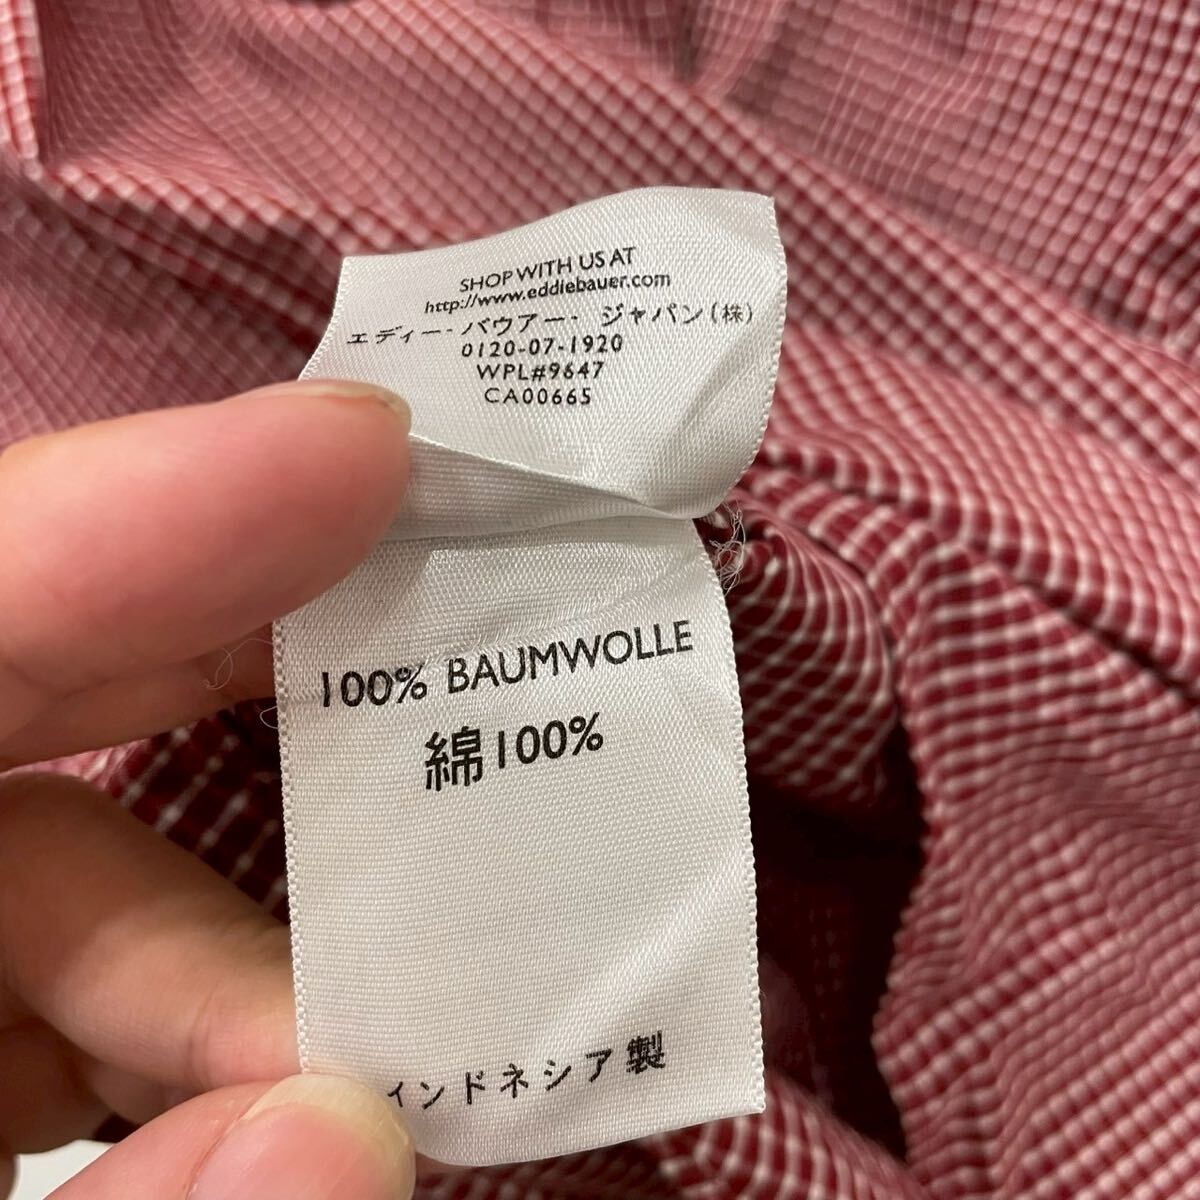 SHOP WITH US AT
http://www.eddiebauer.com
エディー・バウアー・ジャパン(株)
0120-07-1920
WPL#9647
CA00665
100% BAUMWOLLE
綿100%
インドネシア製